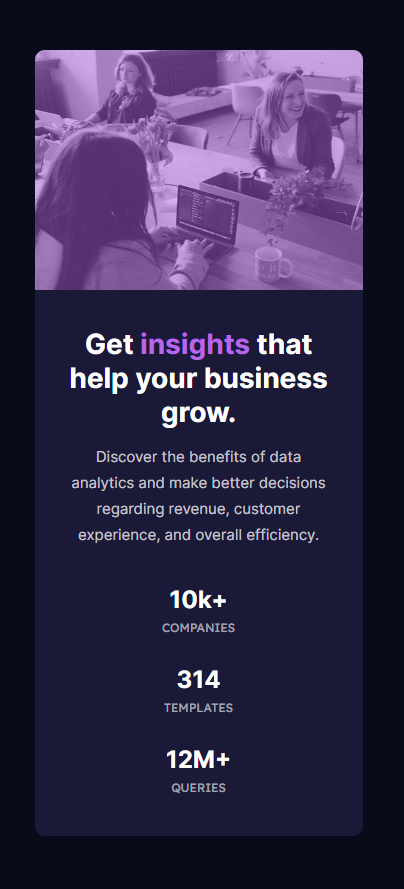 Get insights that
help your business
grow.
Discover the benefits of data
analytics and make better decisions
regarding revenue, customer
experience, and overall efficiency.
10k+
COMPANIES
314
TEMPLATES
12M+
QUERIES